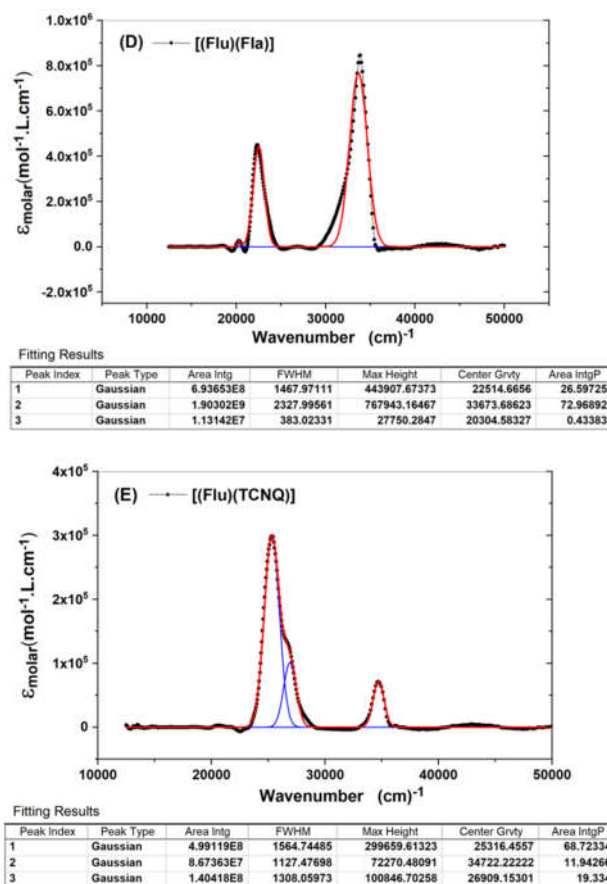 1.0x10⁶
(D) [(Flu)(Fla)]
8.0x10⁵
6.0x10⁵
4.0x10⁵
2.0x10⁵
0.0
-2.0x10⁵
εmolar(mol⁻¹.L.cm⁻¹)
10000 20000 30000 40000 50000
Wavenumber (cm)⁻¹
Fitting Results
Peak Index Peak Type Area Intg FWHM Max Height Center Grvty Area IntgP
1 Gaussian 6.93653E8 1467.97111 443907.67373 22514.6656 26.59725
2 Gaussian 1.90302E9 2327.99561 767943.16467 33673.68623 72.96892
3 Gaussian 1.13142E7 383.02331 27750.2847 20304.58327 0.43383
4x10⁵
(E) [(Flu)(TCNQ)]
3x10⁵
2x10⁵
1x10⁵
0
εmolar(mol⁻¹.L.cm⁻¹)
10000 20000 30000 40000 50000
Wavenumber (cm)⁻¹
Fitting Results
Peak Index Peak Type Area Intg FWHM Max Height Center Grvty Area IntgP
1 Gaussian 4.99119E8 1564.74485 299659.61323 25316.4557 68.72334
2 Gaussian 8.67363E7 1127.47698 72270.48091 34722.22222 11.94266
3 Gaussian 1.40418E8 1308.05973 100846.70258 26909.15301 19.334